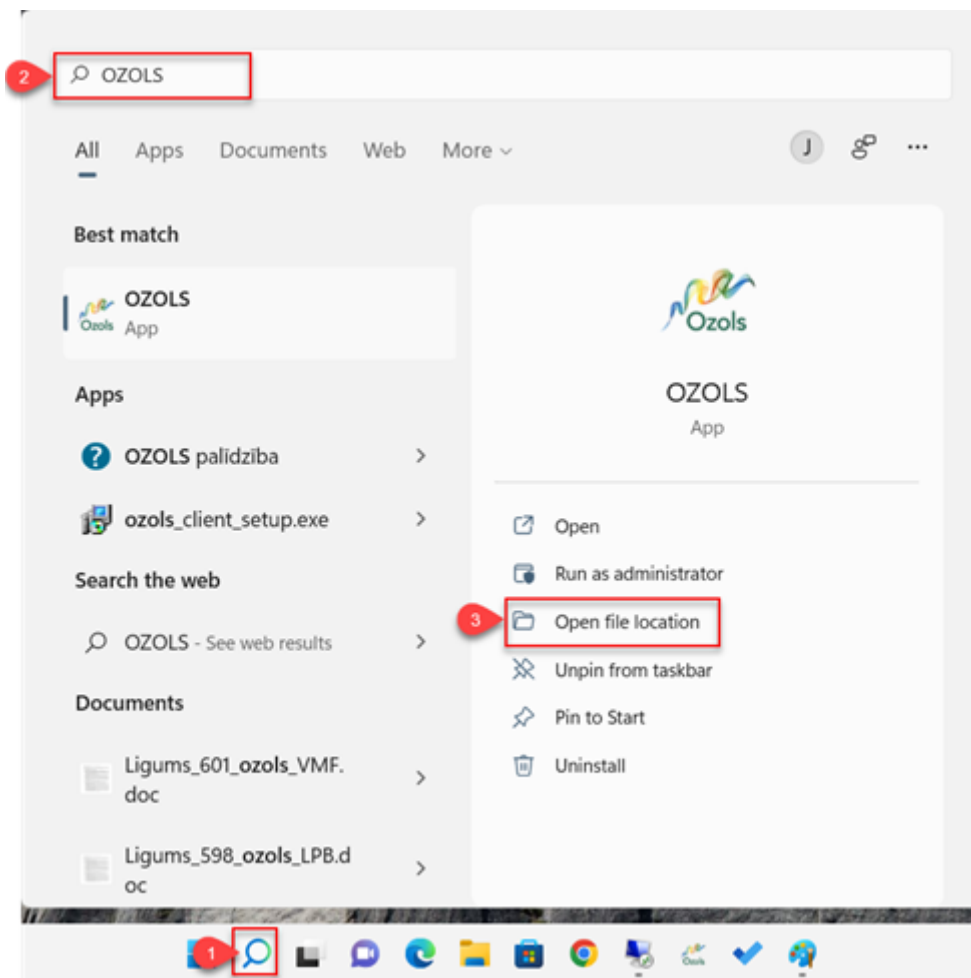 2
OZOLS
All Apps Documents Web More
J
...
Best match
OZOLS
Ozols
App
Apps
OZOLS palīdzība
ozols_client_setup.exe
Search the web
OZOLS - See web results
Documents
Ligums_601_ozols_VMF.
doc
Ligums_598_ozols_LPB.d
oc
Ozols
OZOLS
App
Open
Run as administrator
3
Open file location
Unpin from taskbar
Pin to Start
Uninstall
1